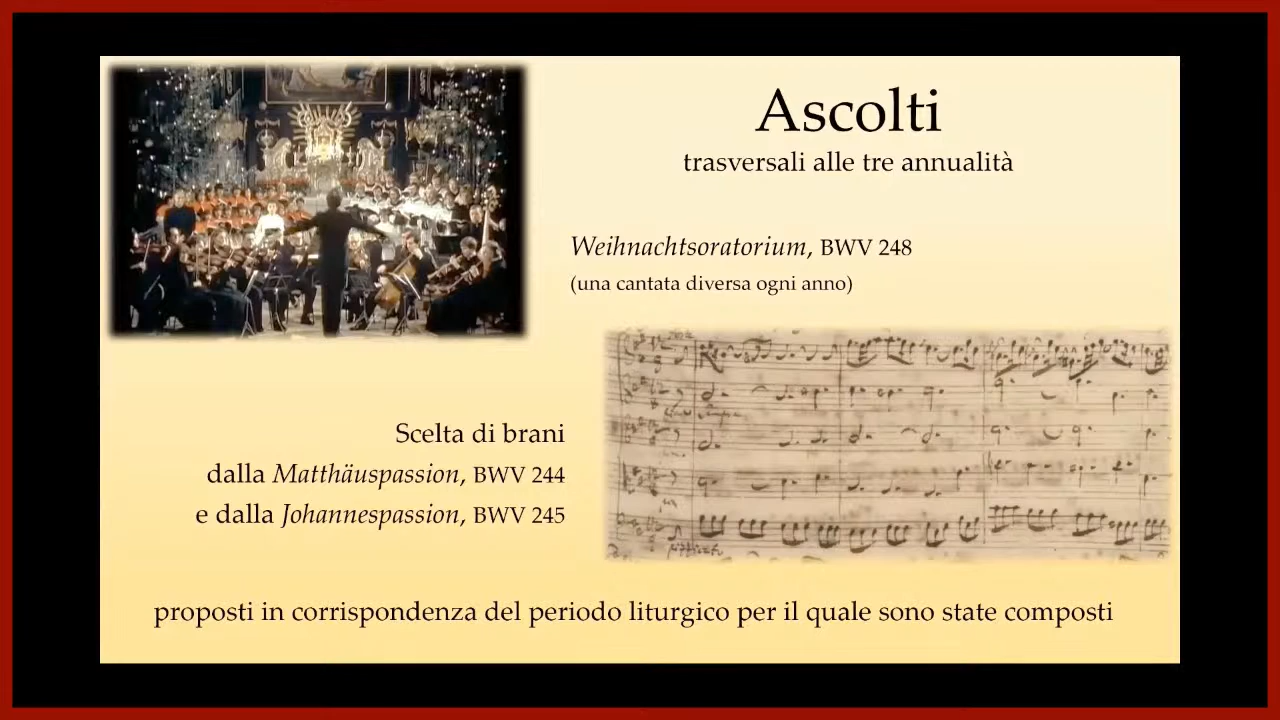 Ascolti
trasversali alle tre annualità
Weihnachtsoratorium, BWV 248
(una cantata diversa ogni anno)
Scelta di brani
dalla Matthäuspassion, BWV 244
e dalla Johannespassion, BWV 245
proposti in corrispondenza del periodo liturgico per il quale sono state composti